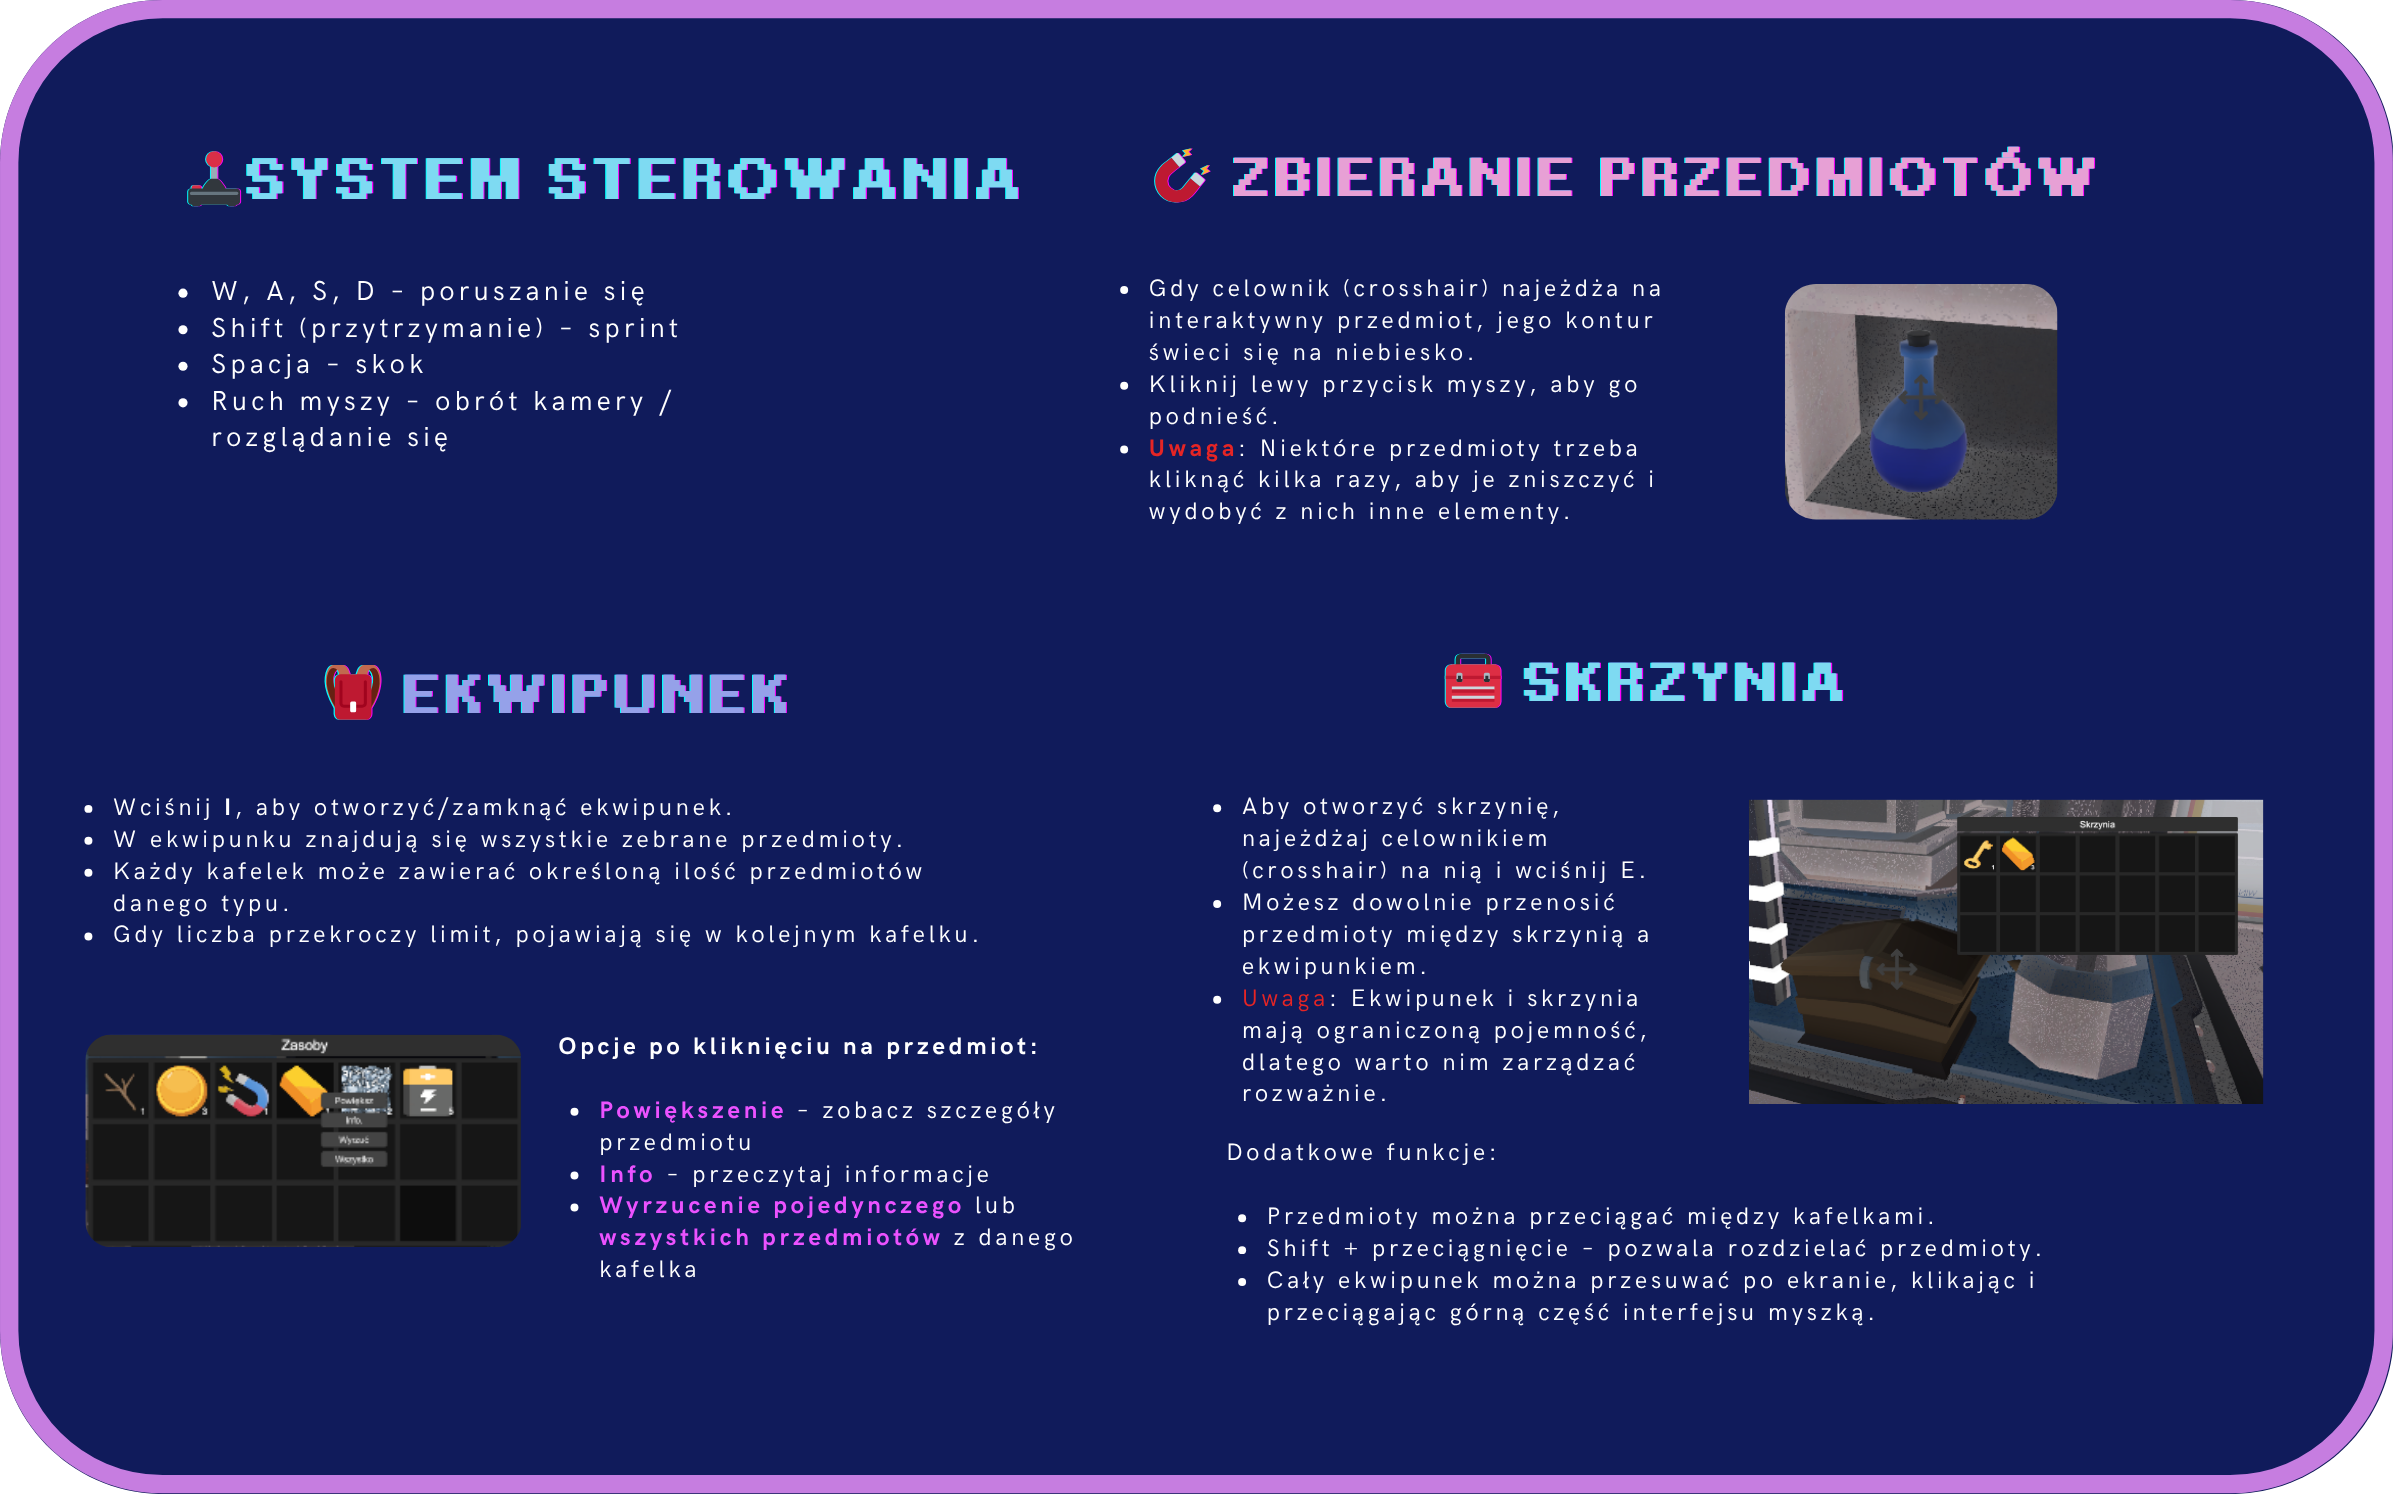 SYSTEM STEROWANIA
W, A, S, D – poruszanie się
Shift (przytrzymanie) – sprint
Spacja – skok
Ruch myszy – obrót kamery /
rozglądanie się
ZBIERANIE PRZEDMIOTÓW
Gdy celownik (crosshair) najeżdża na
interaktywny przedmiot, jego kontur
świeci się na niebiesko.
Kliknij lewy przycisk myszy, aby go
podnieść.
Uwaga: Niektóre przedmioty trzeba
kliknąć kilka razy, aby je zniszczyć i
wydobyć z nich inne elementy.
EKWIPUNEK
Wciśnij I, aby otworzyć/zamknąć ekwipunek.
W ekwipunku znajdują się wszystkie zebrane przedmioty.
Każdy kafelek może zawierać określoną ilość przedmiotów
danego typu.
Gdy liczba przekroczy limit, pojawiają się w kolejnym kafelku.
Zasoby
1 3 1 2 5
Powiększ
Info.
Wyrzuć
Wszystko
Opcje po kliknięciu na przedmiot:
Powiększenie – zobacz szczegóły
przedmiotu
Info – przeczytaj informacje
Wyrzucenie pojedynczego lub
wszystkich przedmiotów z danego
kafelka
SKRZYNIA
Aby otworzyć skrzynię,
najeżdżaj celownikiem
(crosshair) na nią i wciśnij E.
Możesz dowolnie przenosić
przedmioty między skrzynią a
ekwipunkiem.
Uwaga: Ekwipunek i skrzynia
mają ograniczoną pojemność,
dlatego warto nim zarządzać
rozważnie.
Skrzynia
1 3
Dodatkowe funkcje:
Przedmioty można przeciągać między kafelkami.
Shift + przeciągnięcie – pozwala rozdzielać przedmioty.
Cały ekwipunek można przesuwać po ekranie, klikając i
przeciągając górną część interfejsu myszką.